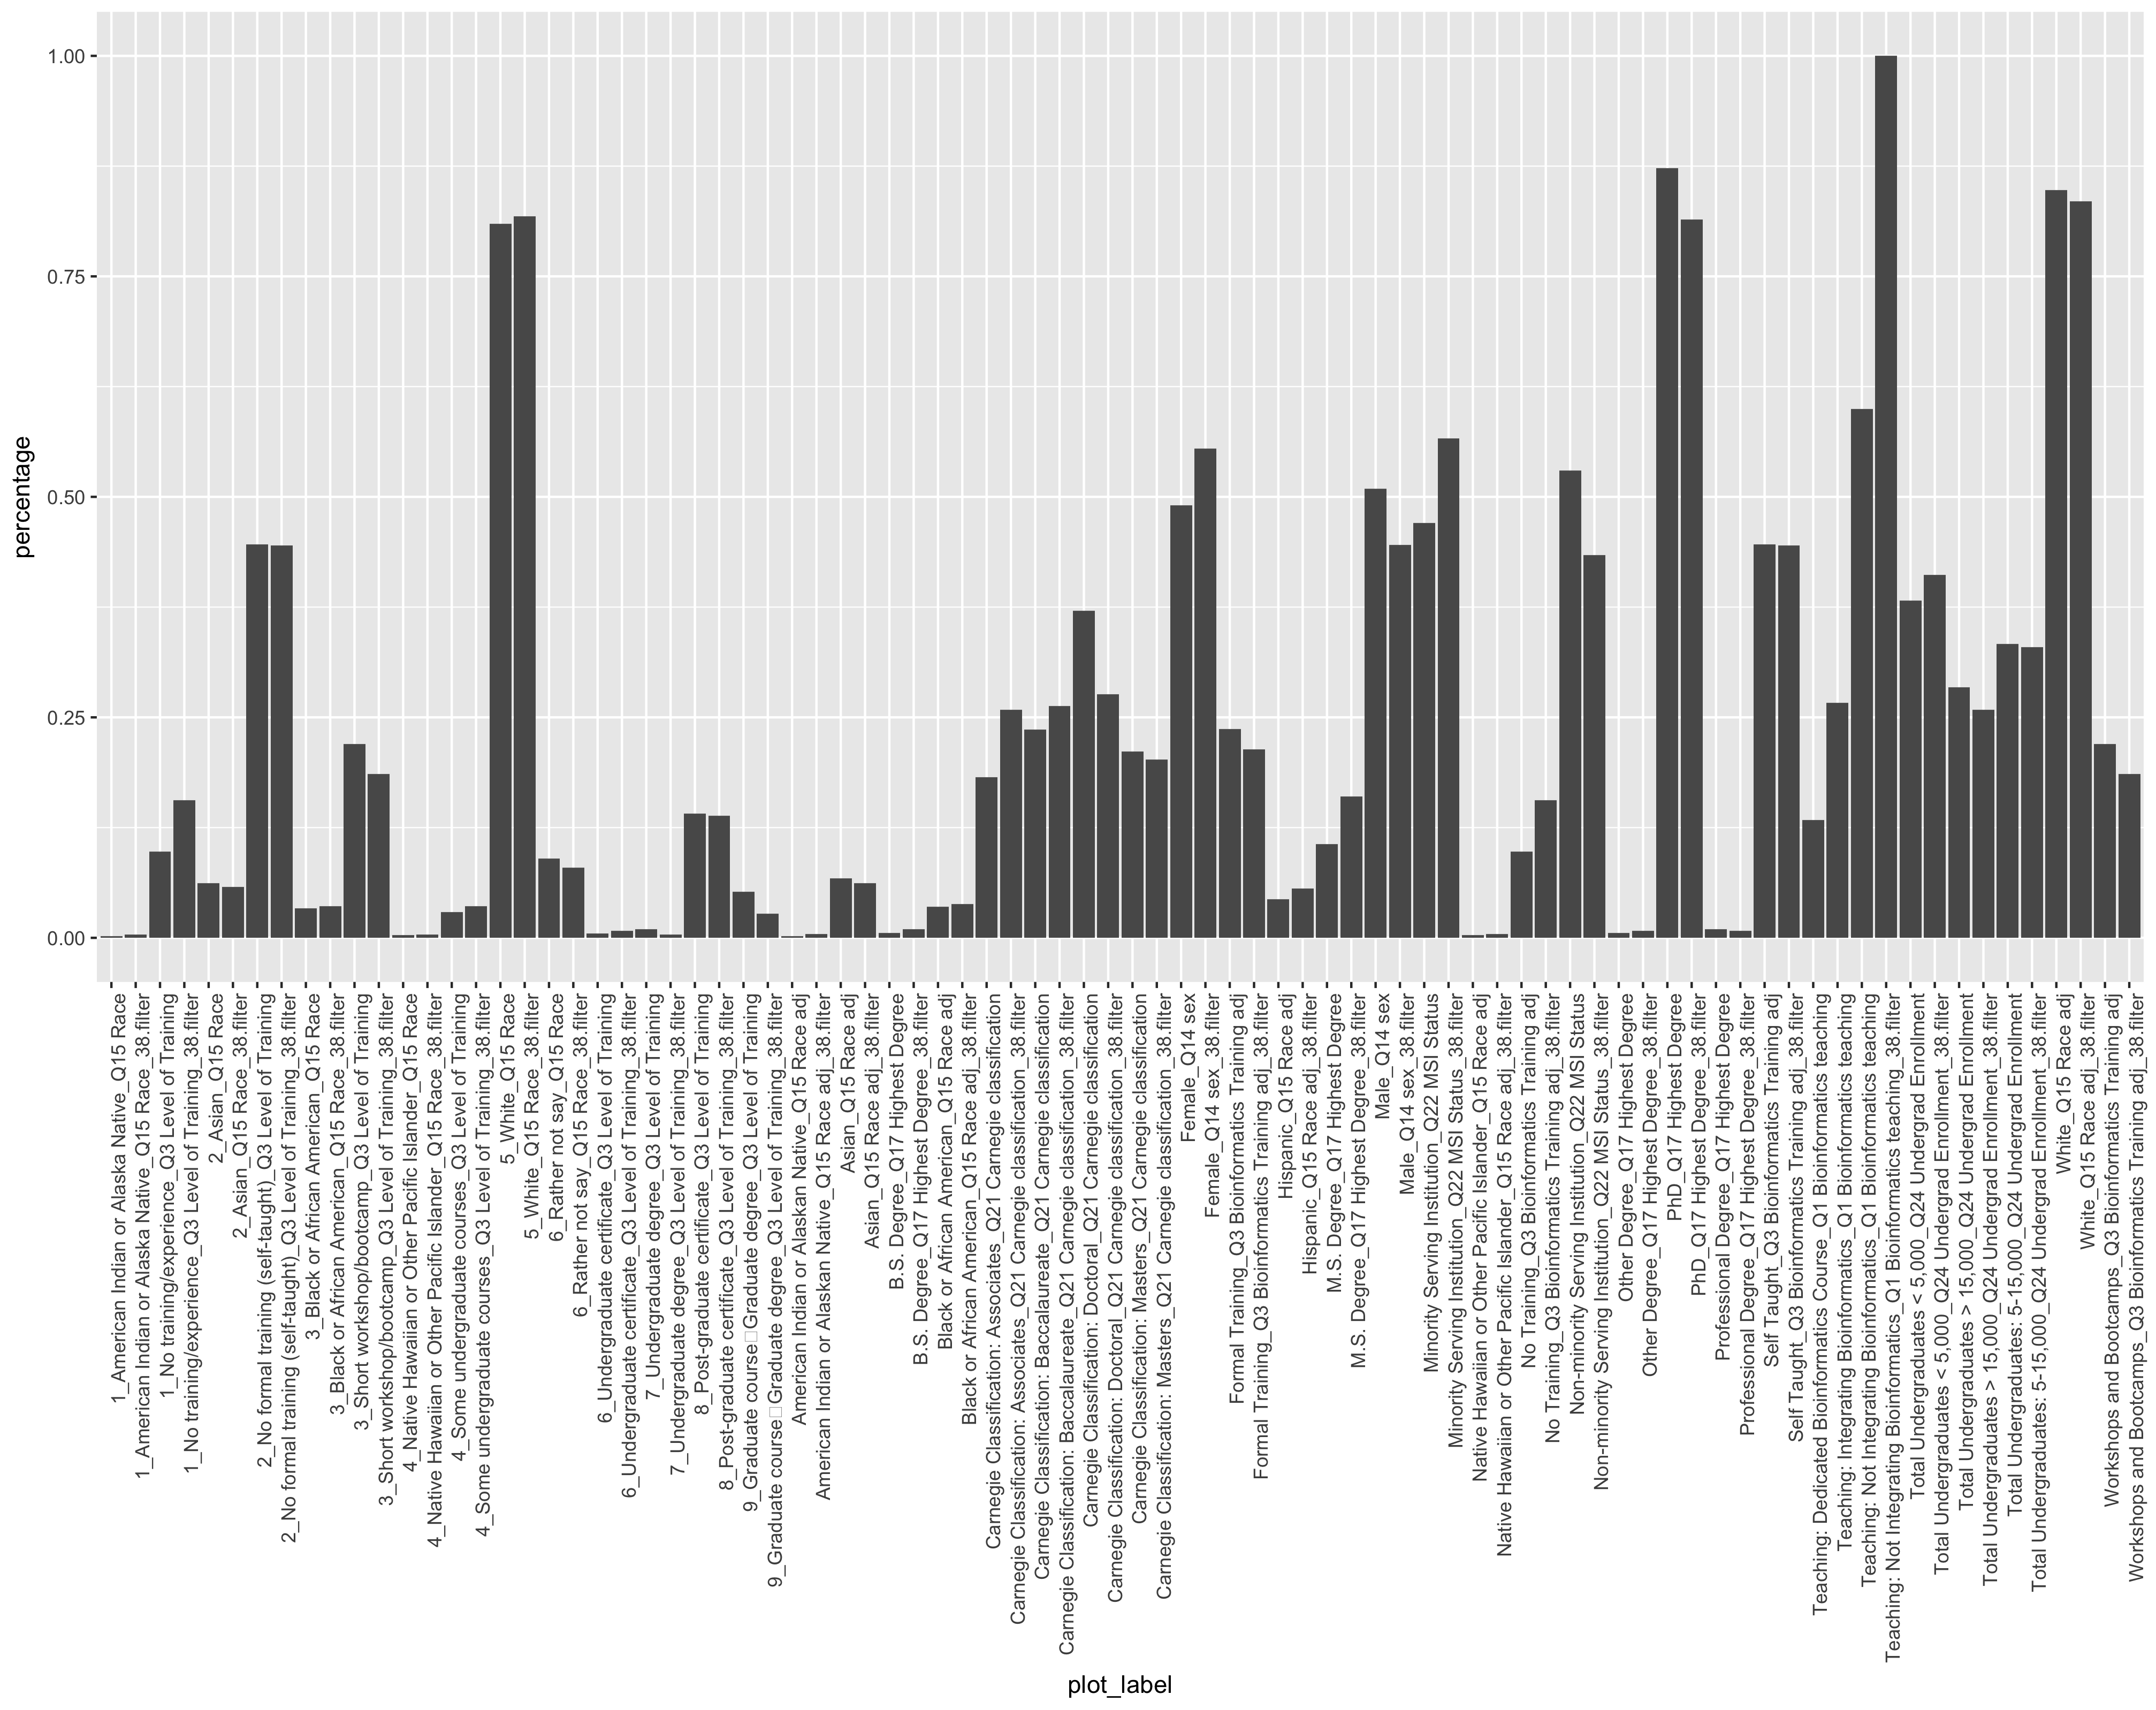 1.00
0.75
0.50
0.25
0.00
percentage
1_American Indian or Alaska Native_Q15 Race
1_American Indian or Alaska Native_Q15 Race_38.filter
1_No training/experience_Q3 Level of Training
1_No training/experience_Q3 Level of Training_38.filter
2_Asian_Q15 Race
2_Asian_Q15 Race_38.filter
2_No formal training (self-taught)_Q3 Level of Training
2_No formal training (self-taught)_Q3 Level of Training_38.filter
3_Black or African American_Q15 Race
3_Black or African American_Q15 Race_38.filter
3_Short workshop/bootcamp_Q3 Level of Training
3_Short workshop/bootcamp_Q3 Level of Training_38.filter
4_Native Hawaiian or Other Pacific Islander_Q15 Race
4_Native Hawaiian or Other Pacific Islander_Q15 Race_38.filter
4_Some undergraduate courses_Q3 Level of Training
4_Some undergraduate courses_Q3 Level of Training_38.filter
5_White_Q15 Race
5_White_Q15 Race_38.filter
6_Rather not say_Q15 Race
6_Rather not say_Q15 Race_38.filter
6_Undergraduate certificate_Q3 Level of Training
6_Undergraduate certificate_Q3 Level of Training_38.filter
7_Undergraduate degree_Q3 Level of Training
7_Undergraduate degree_Q3 Level of Training_38.filter
8_Post-graduate certificate_Q3 Level of Training
8_Post-graduate certificate_Q3 Level of Training_38.filter
9_Graduate course□Graduate degree_Q3 Level of Training
9_Graduate course□Graduate degree_Q3 Level of Training_38.filter
American Indian or Alaskan Native_Q15 Race adj
American Indian or Alaskan Native_Q15 Race adj_38.filter
Asian_Q15 Race adj
Asian_Q15 Race adj_38.filter
B.S. Degree_Q17 Highest Degree
B.S. Degree_Q17 Highest Degree_38.filter
Black or African American_Q15 Race adj
Black or African American_Q15 Race adj_38.filter
Carnegie Classification: Associates_Q21 Carnegie classification
Carnegie Classification: Associates_Q21 Carnegie classification_38.filter
Carnegie Classification: Baccalaureate_Q21 Carnegie classification
Carnegie Classification: Baccalaureate_Q21 Carnegie classification_38.filter
Carnegie Classification: Doctoral_Q21 Carnegie classification
Carnegie Classification: Doctoral_Q21 Carnegie classification_38.filter
Carnegie Classification: Masters_Q21 Carnegie classification
Carnegie Classification: Masters_Q21 Carnegie classification_38.filter
Female_Q14 sex
Female_Q14 sex_38.filter
Formal Training_Q3 Bioinformatics Training adj
Formal Training_Q3 Bioinformatics Training adj_38.filter
Hispanic_Q15 Race adj
Hispanic_Q15 Race adj_38.filter
M.S. Degree_Q17 Highest Degree
M.S. Degree_Q17 Highest Degree_38.filter
Male_Q14 sex
Male_Q14 sex_38.filter
Minority Serving Institution_Q22 MSI Status
Minority Serving Institution_Q22 MSI Status_38.filter
Native Hawaiian or Other Pacific Islander_Q15 Race adj
Native Hawaiian or Other Pacific Islander_Q15 Race adj_38.filter
No Training_Q3 Bioinformatics Training adj
No Training_Q3 Bioinformatics Training adj_38.filter
Non-minority Serving Institution_Q22 MSI Status
Non-minority Serving Institution_Q22 MSI Status_38.filter
Other Degree_Q17 Highest Degree
Other Degree_Q17 Highest Degree_38.filter
PhD_Q17 Highest Degree
PhD_Q17 Highest Degree_38.filter
Professional Degree_Q17 Highest Degree
Professional Degree_Q17 Highest Degree_38.filter
Self Taught_Q3 Bioinformatics Training adj
Self Taught_Q3 Bioinformatics Training adj_38.filter
Teaching: Dedicated Bioinformatics Course_Q1 Bioinformatics teaching
Teaching: Integrating Bioinformatics_Q1 Bioinformatics teaching
Teaching: Not Integrating Bioinformatics_Q1 Bioinformatics teaching
Teaching: Not Integrating Bioinformatics_Q1 Bioinformatics teaching_38.filter
Total Undergraduates < 5,000_Q24 Undergrad Enrollment
Total Undergraduates < 5,000_Q24 Undergrad Enrollment_38.filter
Total Undergraduates > 15,000_Q24 Undergrad Enrollment
Total Undergraduates > 15,000_Q24 Undergrad Enrollment_38.filter
Total Undergraduates: 5-15,000_Q24 Undergrad Enrollment
Total Undergraduates: 5-15,000_Q24 Undergrad Enrollment_38.filter
White_Q15 Race adj
White_Q15 Race adj_38.filter
Workshops and Bootcamps_Q3 Bioinformatics Training adj
Workshops and Bootcamps_Q3 Bioinformatics Training adj_38.filter
plot_label